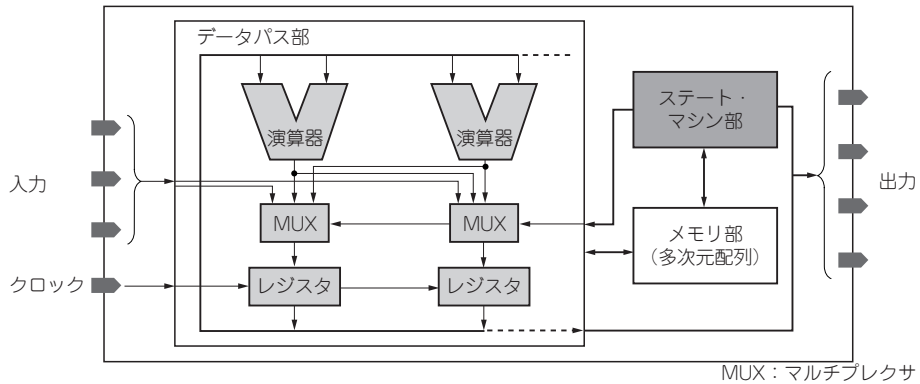 データパス部
演算器
演算器
ステート・
マシン部
入力
出力
MUX
MUX
メモリ部
(多次元配列)
クロック
レジスタ
レジスタ
MUX:マルチプレクサ